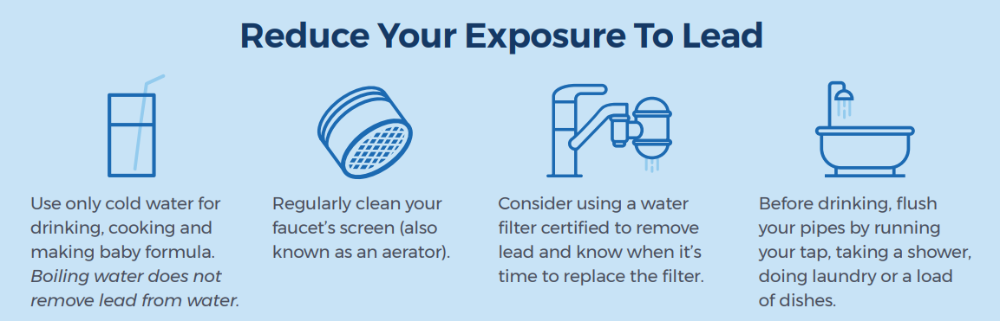 Reduce Your Exposure To Lead
Use only cold water for
drinking, cooking and
making baby formula.
Boiling water does not
remove lead from water.
Regularly clean your
faucet's screen (also
known as an aerator).
Consider using a water
filter certified to remove
lead and know when it's
time to replace the filter.
Before drinking, flush
your pipes by running
your tap, taking a shower,
doing laundry or a load
of dishes.